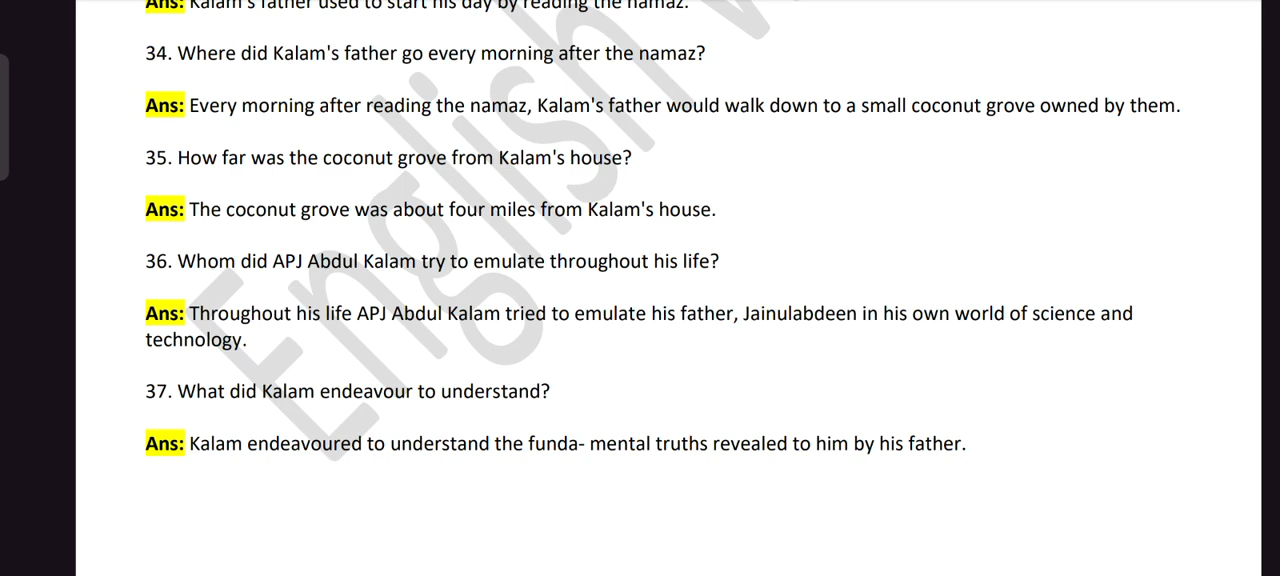 Ans: Kalam's father used to start his day by reading the namaz.
34. Where did Kalam's father go every morning after the namaz?
Ans: Every morning after reading the namaz, Kalam's father would walk down to a small coconut grove owned by them.
35. How far was the coconut grove from Kalam's house?
Ans: The coconut grove was about four miles from Kalam's house.
36. Whom did APJ Abdul Kalam try to emulate throughout his life?
Ans: Throughout his life APJ Abdul Kalam tried to emulate his father, Jainulabdeen in his own world of science and
technology.
37. What did Kalam endeavour to understand?
Ans: Kalam endeavoured to understand the funda- mental truths revealed to him by his father.
English